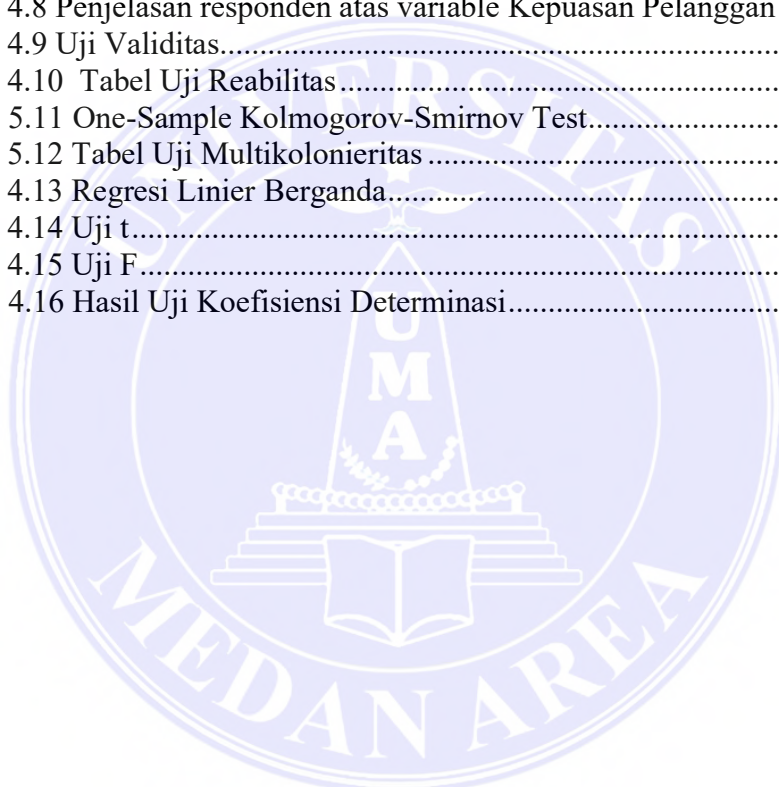 4.8 Penjelasan responden atas variable Kepuasan Pelanggan
4.9 Uji Validitas.......................................................................
4.10 Tabel Uji Reabilitas.......................................................
5.11 One-Sample Kolmogorov-Smirnov Test........................
5.12 Tabel Uji Multikolonieritas............................................
4.13 Regresi Linier Berganda.................................................
4.14 Uji t.................................................................................
4.15 Uji F................................................................................
4.16 Hasil Uji Koefisiensi Determinasi..................................
UNIVERSITAS
UMA
MEDAN AREA